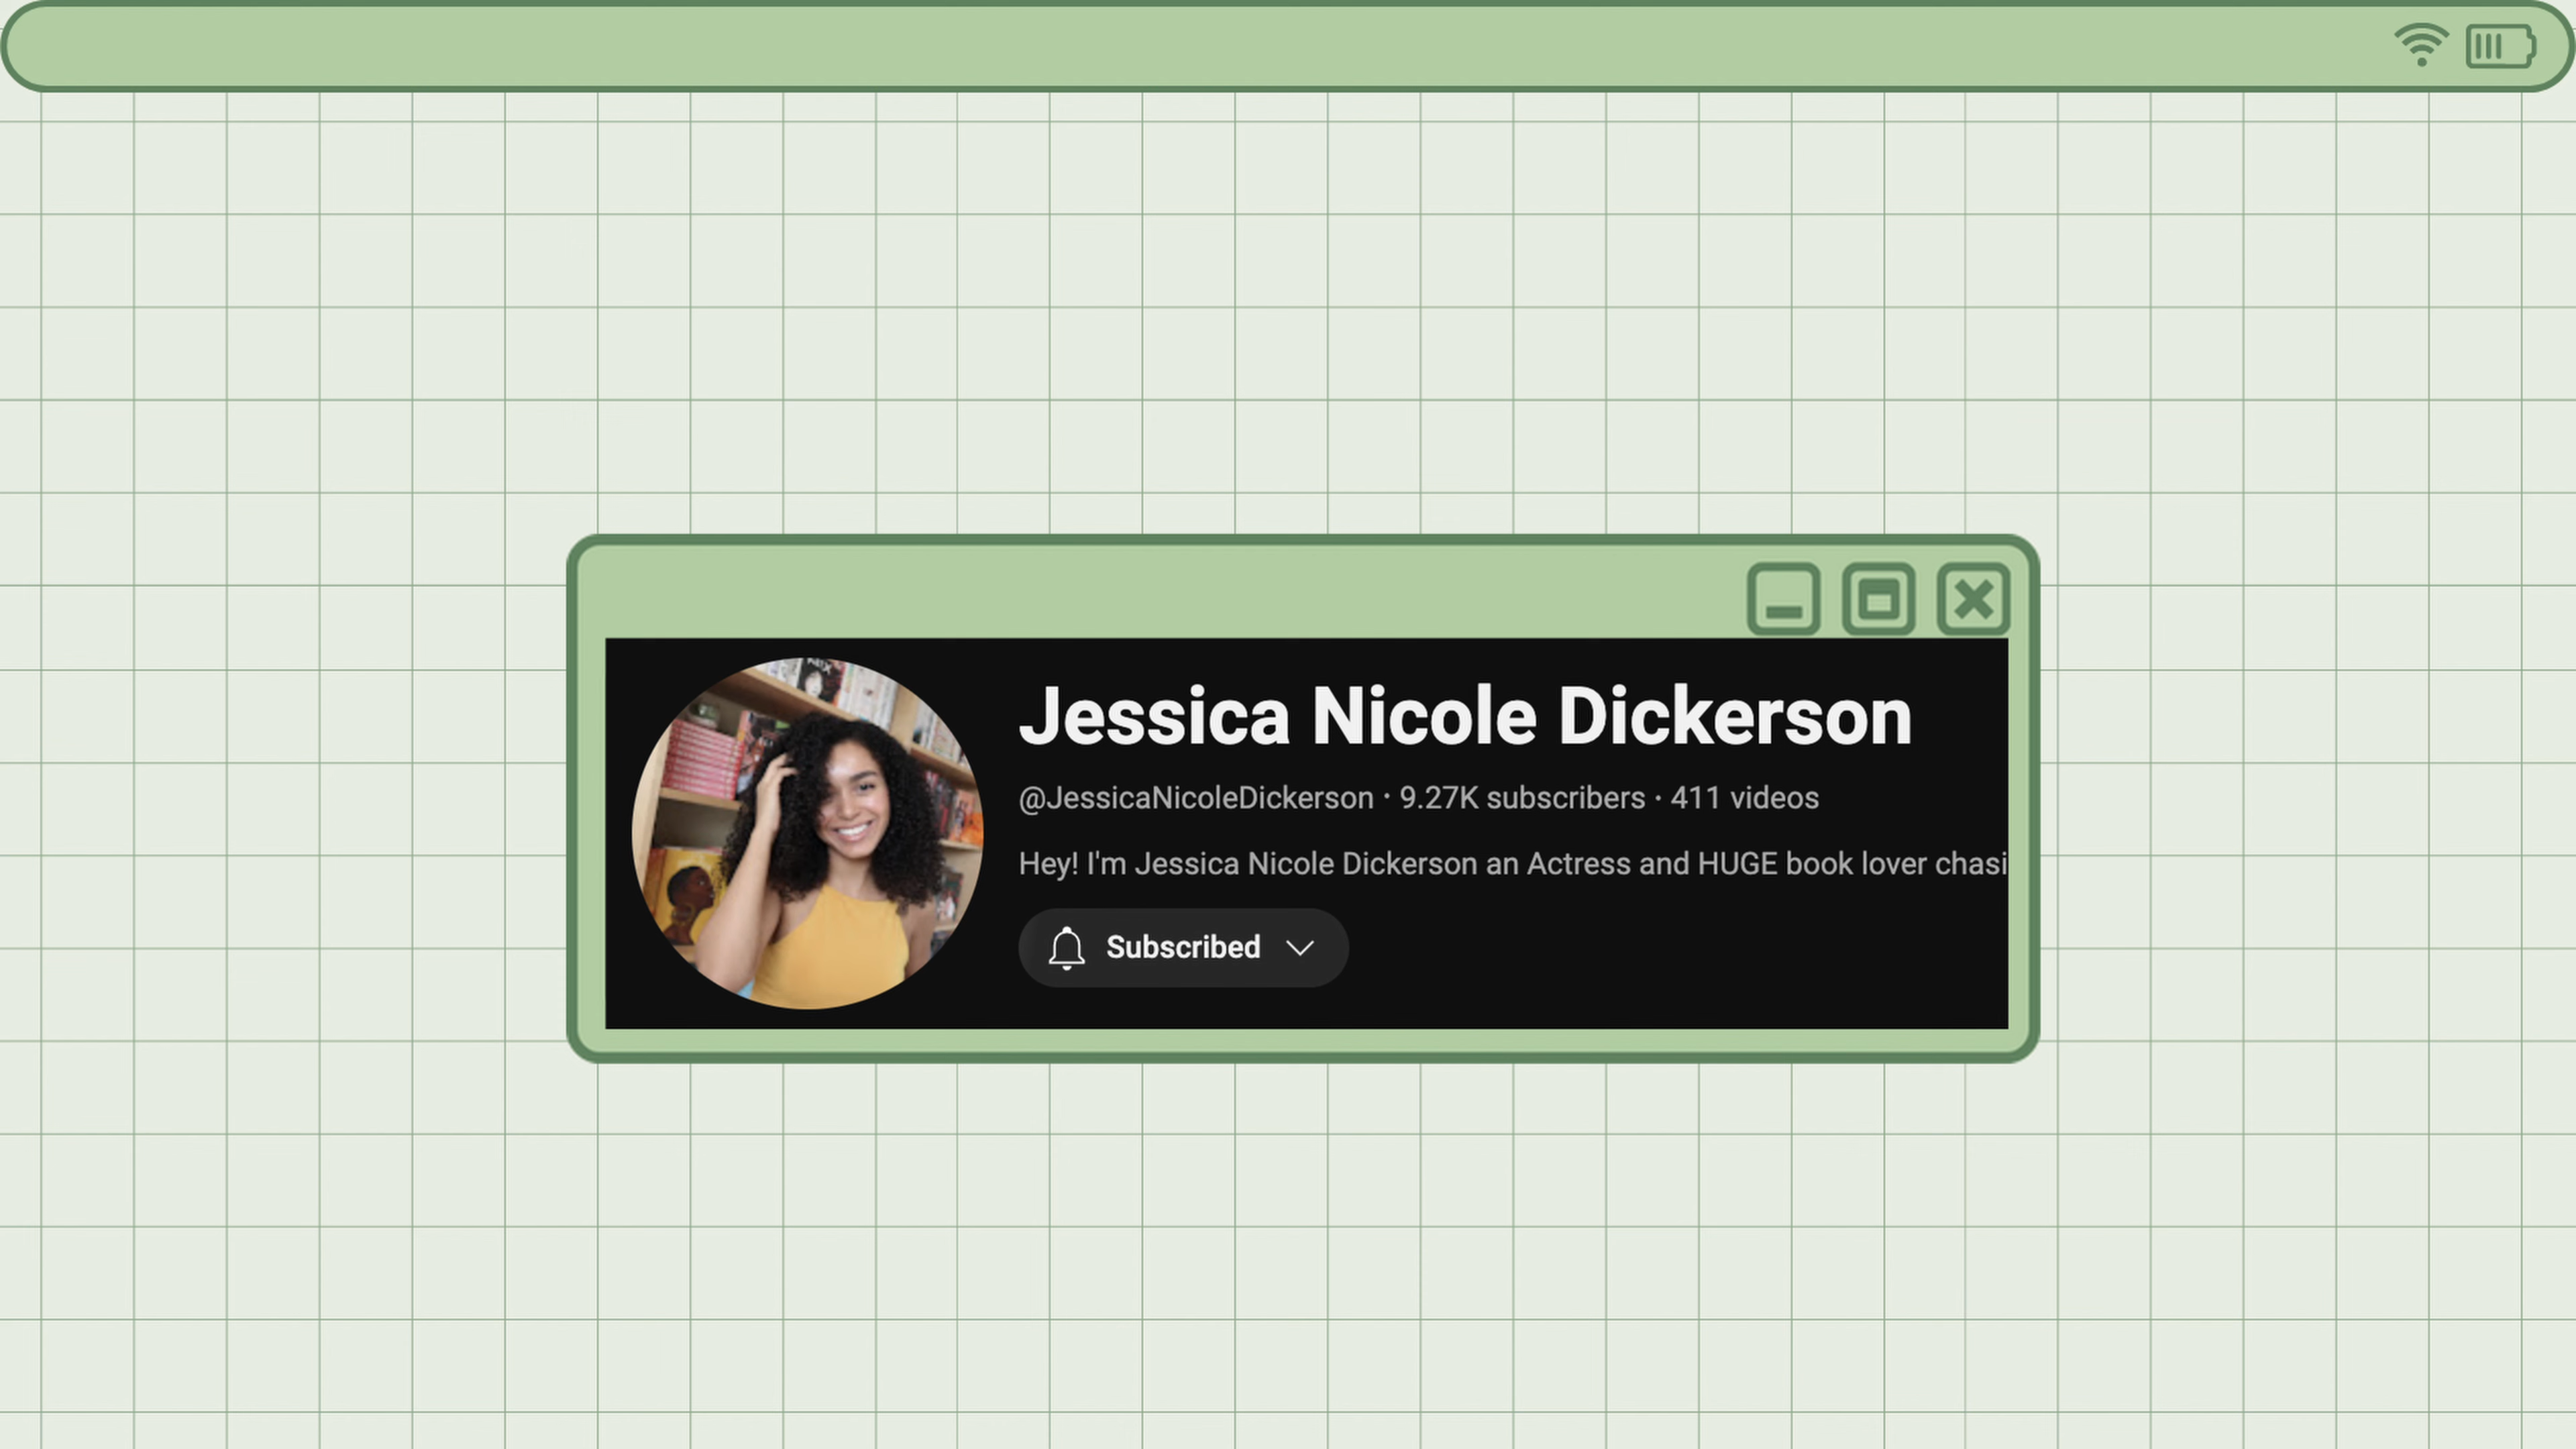 Jessica Nicole Dickerson
@JessicaNicoleDickerson · 9.27K subscribers · 411 videos
Hey! I'm Jessica Nicole Dickerson an Actress and HUGE book lover chasi
Subscribed